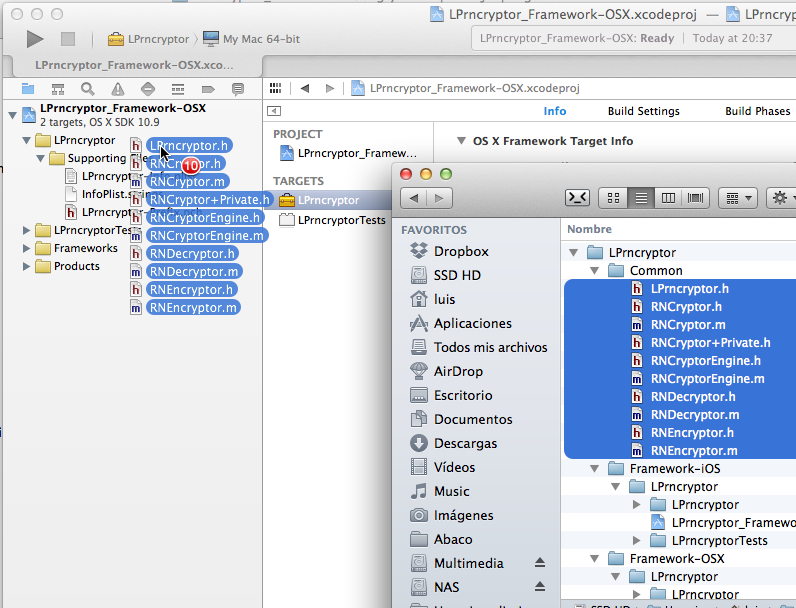 LPrncryptor_Framework-OSX.xcodeproj — LPrncryptor
LPrncryptor My Mac 64-bit
LPrncryptor_Framework-OSX: Ready Today at 20:37
LPrncryptor_Framework-OSX.xco...
LPrncryptor_Framework-OSX.xcodeproj
LPrncryptor_Framework-OSX
2 targets, OS X SDK 10.9
LPrncryptor
Supporting
InfoPlist
LPrncryptor
LPrncryptorTes
Frameworks
Products
LPrncryptor.h
RNCryptor.h
10
RNCryptor.m
RNCryptor+Private.h
RNCryptorEngine.h
RNCryptorEngine.m
RNDecryptor.h
RNDecryptor.m
RNEncryptor.h
RNEncryptor.m
Info Build Settings Build Phases
PROJECT
LPrncryptor_Framew...
TARGETS
LPrncryptor
LPrncryptorTests
OS X Framework Target Info
FAVORITOS
Dropbox
SSD HD
luis
Aplicaciones
Todos mis archivos
AirDrop
Escritorio
Documentos
Descargas
Vídeos
Music
Imágenes
Abaco
Multimedia
NAS
Nombre
LPrncryptor
Common
LPrncryptor.h
RNCryptor.h
RNCryptor.m
RNCryptor+Private.h
RNCryptorEngine.h
RNCryptorEngine.m
RNDecryptor.h
RNDecryptor.m
RNEncryptor.h
RNEncryptor.m
Framework-iOS
LPrncryptor
LPrncryptor
LPrncryptor_Framewo
LPrncryptorTests
Framework-OSX
LPrncryptor
LPrncryptor